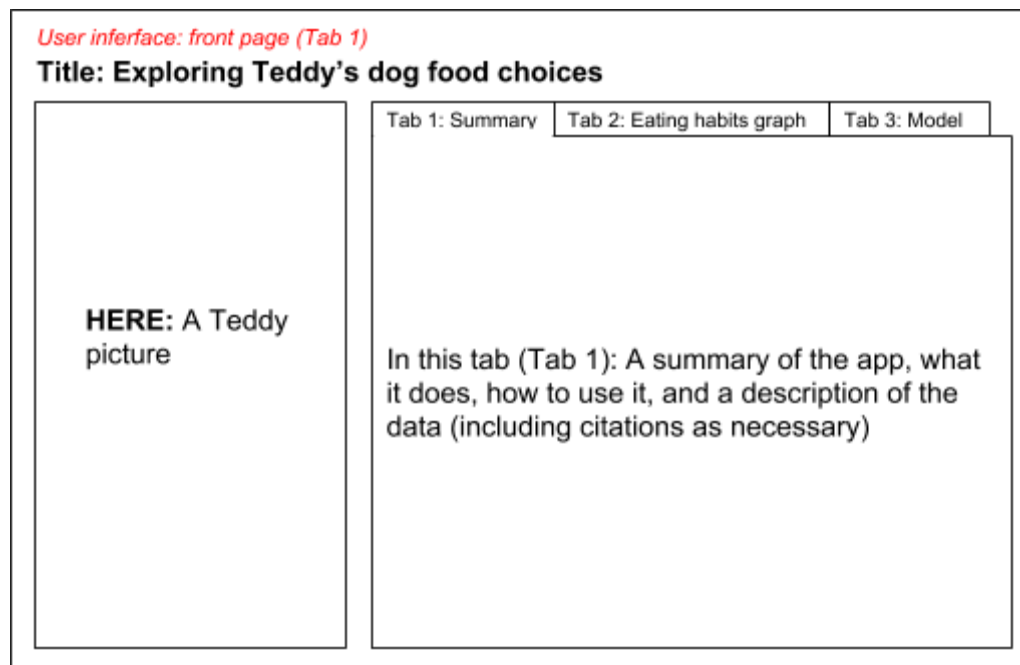 User inferface: front page (Tab 1)
Title: Exploring Teddy's dog food choices
Tab 1: Summary
Tab 2: Eating habits graph
Tab 3: Model
HERE: A Teddy
picture
In this tab (Tab 1): A summary of the app, what
it does, how to use it, and a description of the
data (including citations as necessary)